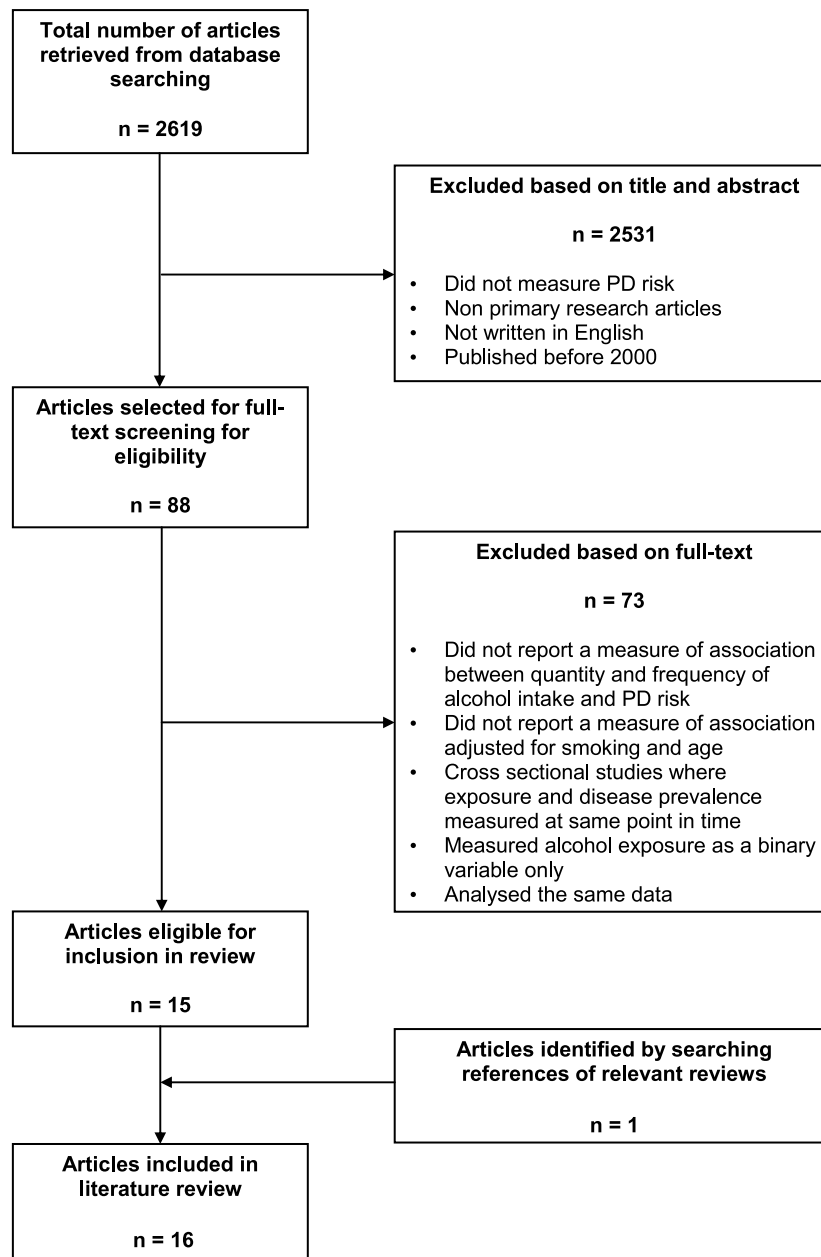 Total number of articles
retrieved from database
searching
n = 2619
Excluded based on title and abstract
n = 2531
• Did not measure PD risk
• Non primary research articles
• Not written in English
• Published before 2000
Articles selected for full-
text screening for
eligibility
n = 88
Excluded based on full-text
n = 73
• Did not report a measure of association
between quantity and frequency of
alcohol intake and PD risk
• Did not report a measure of association
adjusted for smoking and age
• Cross sectional studies where
exposure and disease prevalence
measured at same point in time
• Measured alcohol exposure as a binary
variable only
• Analysed the same data
Articles eligible for
inclusion in review
n = 15
Articles identified by searching
references of relevant reviews
n = 1
Articles included in
literature review
n = 16